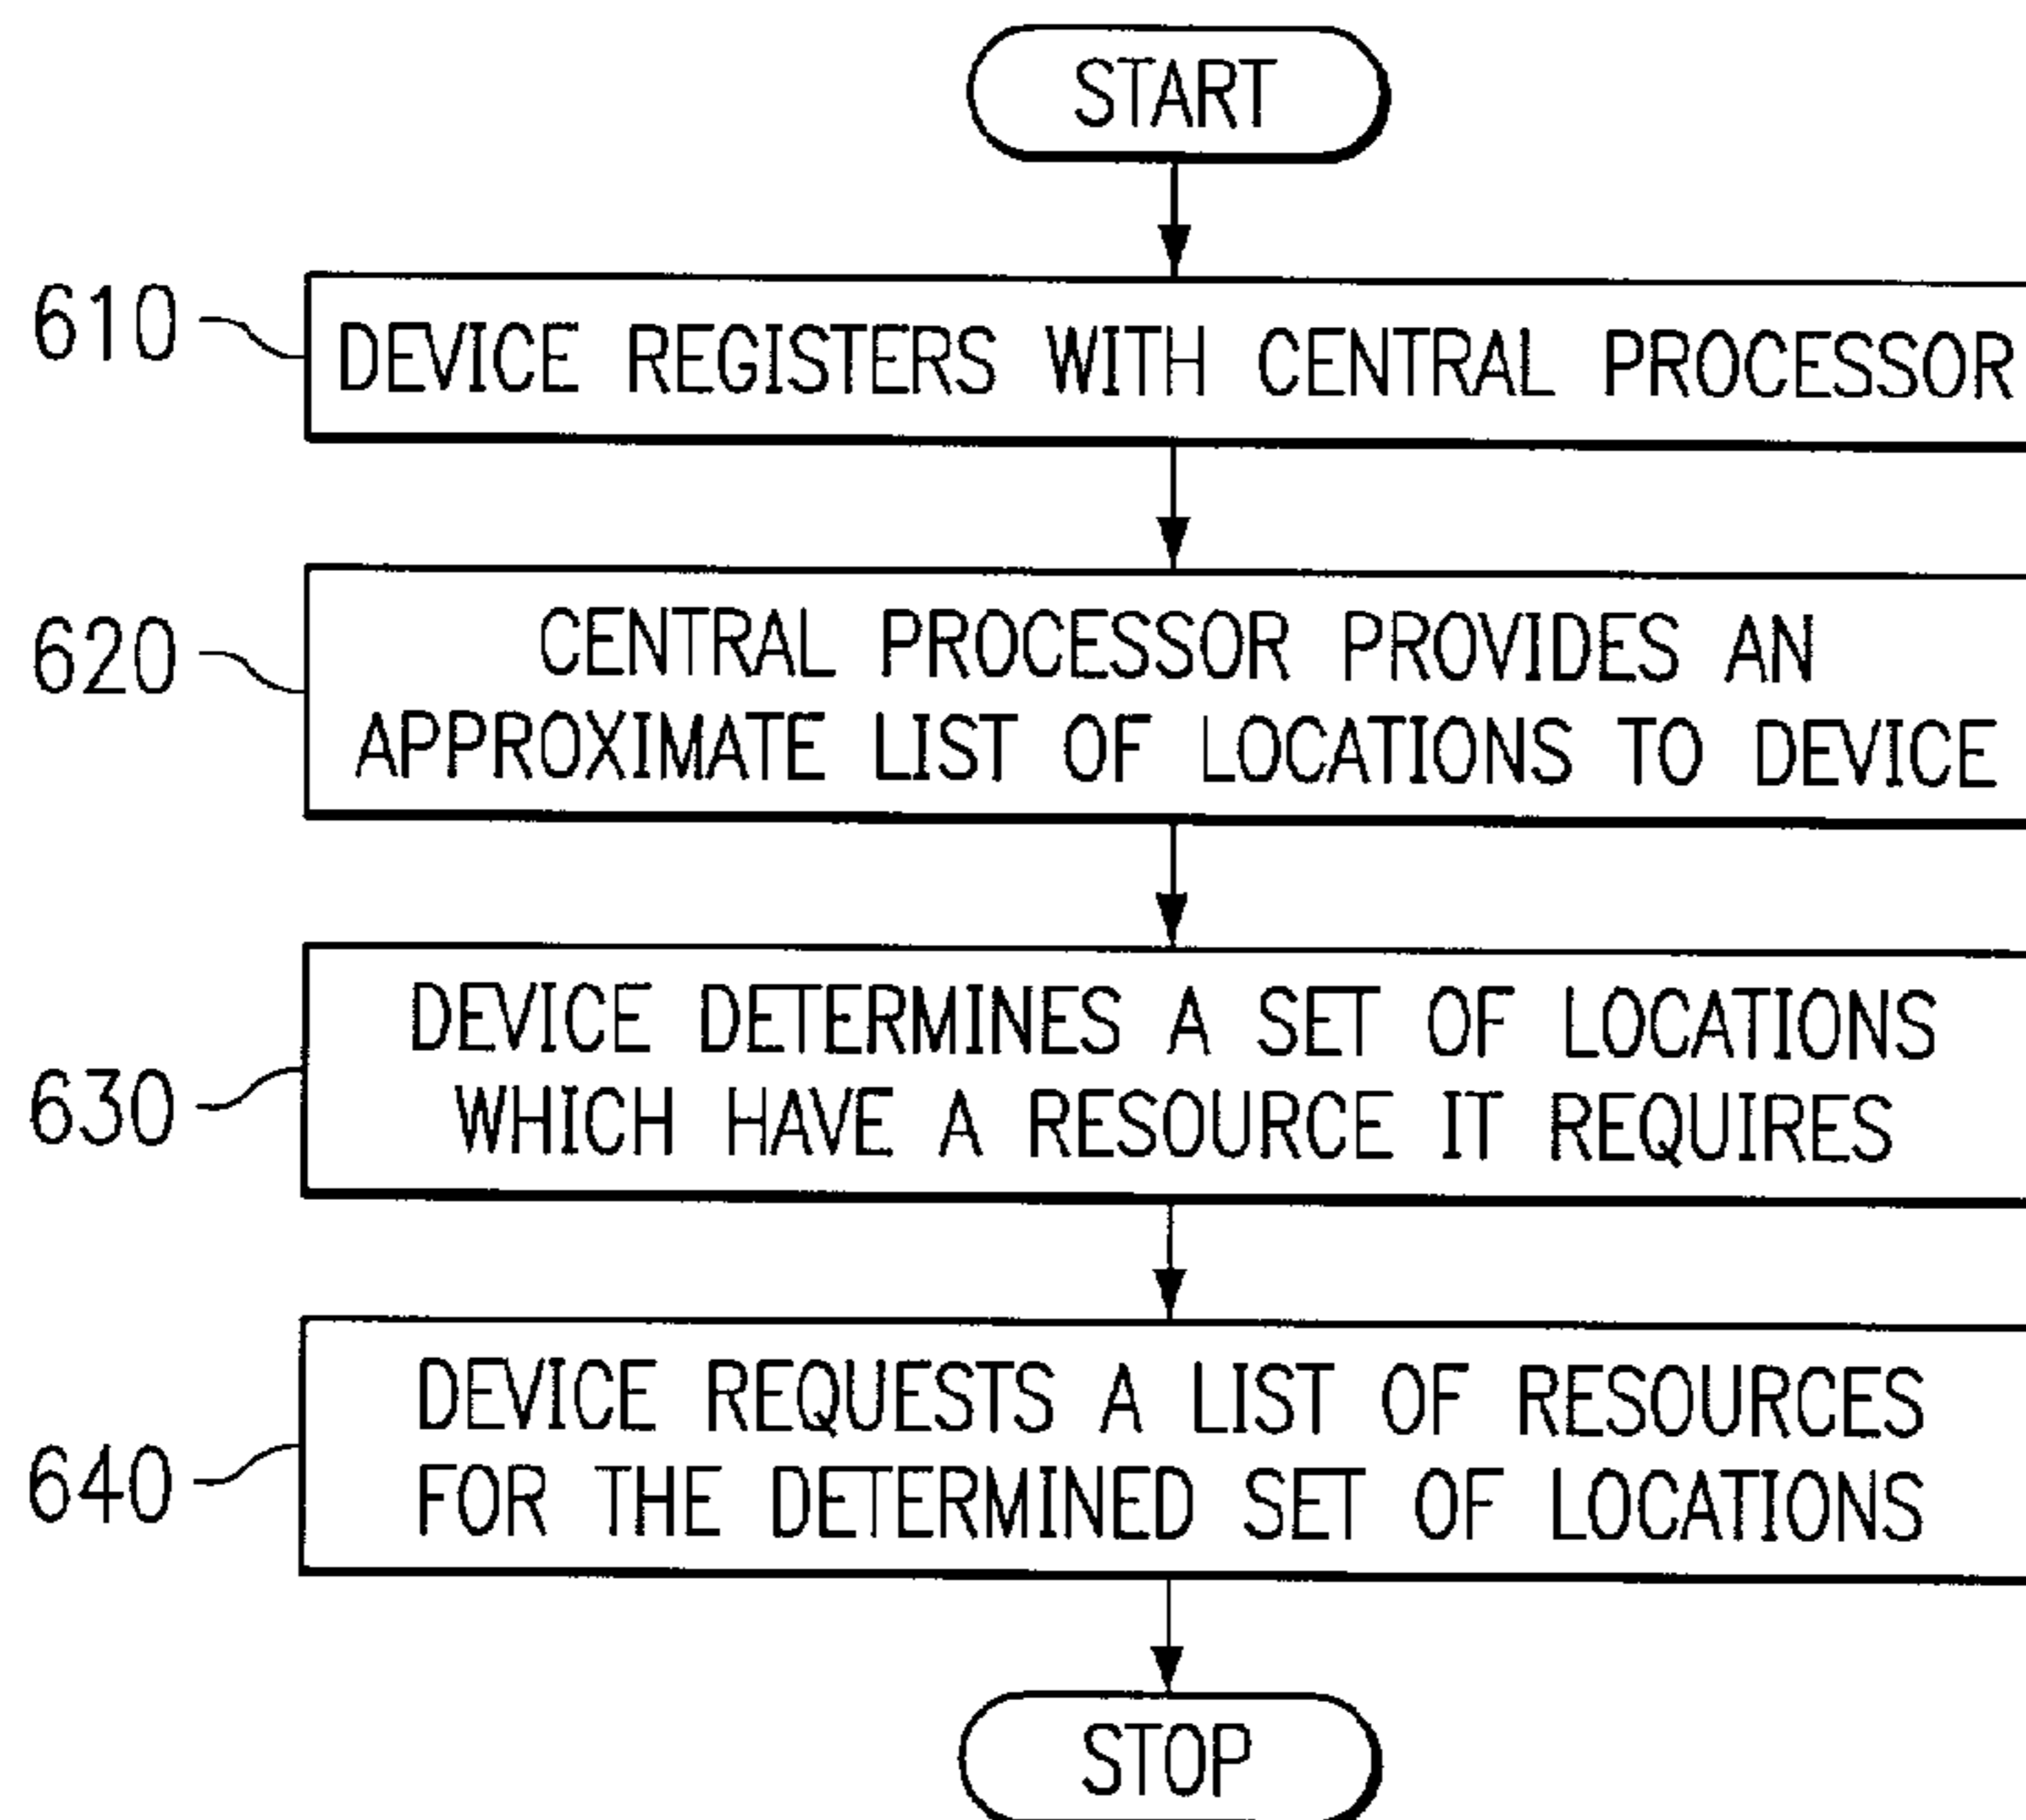 START
610
DEVICE REGISTERS WITH CENTRAL PROCESSOR
620
CENTRAL PROCESSOR PROVIDES AN
APPROXIMATE LIST OF LOCATIONS TO DEVICE
630
DEVICE DETERMINES A SET OF LOCATIONS
WHICH HAVE A RESOURCE IT REQUIRES
640
DEVICE REQUESTS A LIST OF RESOURCES
FOR THE DETERMINED SET OF LOCATIONS
STOP